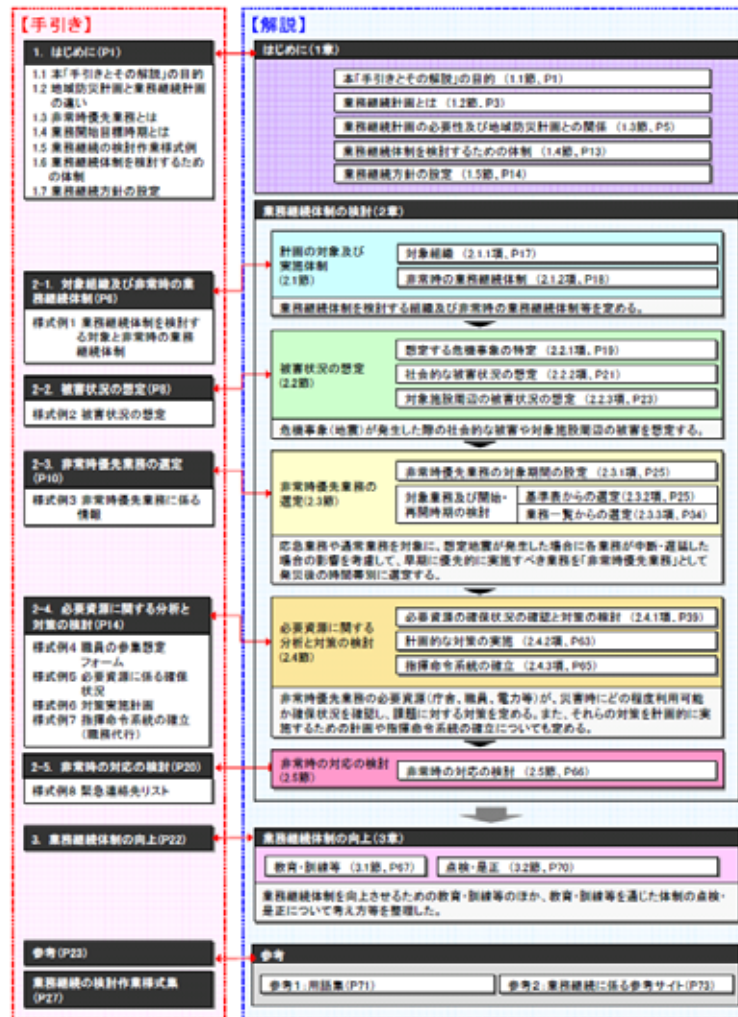 【手引き】
1. はじめに(P1)
1.1 本「手引きとその解説」の目的
1.2 地域防災計画と業務継続計画
の違い
1.3 非常時優先業務とは
1.4 業務開始目標時期とは
1.5 業務継続の検討作業様式例
1.6 業務継続体制を検討するため
の体制
1.7 業務継続方針の設定
2-1. 対象組織及び非常時の業
務継続体制(P6)
様式例1 業務継続体制を検討す
る対象と非常時の業務
継続体制
2-2. 被害状況の想定(P8)
様式例2 被害状況の想定
2-3. 非常時優先業務の選定
(P10)
様式例3 非常時優先業務に係る
情報
2-4. 必要資源に関する分析と
対策の検討(P14)
様式例4 職員の参集想定
フォーム
様式例5 必要資源に係る確保
状況
様式例6 対策実施計画
様式例7 指揮命令系統の確立
(職務代行)
2-5. 非常時の対応の検討(P20)
様式例8 緊急連絡先リスト
3. 業務継続体制の向上(P22)
参考(P23)
業務継続の検討作業様式集
(P27)
【解説】
はじめに(1章)
本「手引きとその解説」の目的 (1.1節、P1)
業務継続計画とは (1.2節、P3)
業務継続計画の必要性及び地域防災計画との関係 (1.3節、P5)
業務継続体制を検討するための体制 (1.4節、P13)
業務継続方針の設定 (1.5節、P14)
業務継続体制の検討(2章)
計画の対象及び
実施体制
(2.1節)
対象組織 (2.1.1項、P17)
非常時の業務継続体制 (2.1.2項、P18)
業務継続体制を検討する組織及び非常時の業務継続体制等を定める。
被害状況の想定
(2.2節)
想定する危機事象の特定 (2.2.1項、P19)
社会的な被害状況の想定 (2.2.2項、P21)
対象施設周辺の被害状況の想定 (2.2.3項、P23)
危機事象(地震)が発生した際の社会的な被害や対象施設周辺の被害を想定する。
非常時優先業務の
選定(2.3節)
非常時優先業務の対象期間の設定 (2.3.1項、P25)
対象業務及び開始・
再開時期の検討
基準表からの選定(2.3.2項、P25)
業務一覧からの選定(2.3.3項、P34)
応急業務や通常業務を対象に、想定地震が発生した場合に各業務が中断・遅延した
場合の影響を考慮して、早期に優先的に実施すべき業務を「非常時優先業務」として
発災後の時間帯別に選定する。
必要資源に関する
分析と対策の検討
(2.4節)
必要資源の確保状況の確認と対策の検討 (2.4.1項、P39)
計画的な対策の実施 (2.4.2項、P63)
指揮命令系統の確立 (2.4.3項、P65)
非常時優先業務の必要資源(庁舎、職員、電力等)が、災害時にどの程度利用可能
か確保状況を確認し、課題に対する対策を定める。また、それらの対策を計画的に実
施するための計画や指揮命令系統の確立についても定める。
非常時の対応の検討
(2.5節)
非常時の対応の検討 (2.5節、P66)
業務継続体制の向上(3章)
教育・訓練等 (3.1節、P67)
点検・是正 (3.2節、P70)
業務継続体制を向上させるための教育・訓練等のほか、教育・訓練等を通じた体制の点検・
是正について考え方等を整理した。
参考
参考1:用語集(P71)
参考2:業務継続に係る参考サイト(P73)